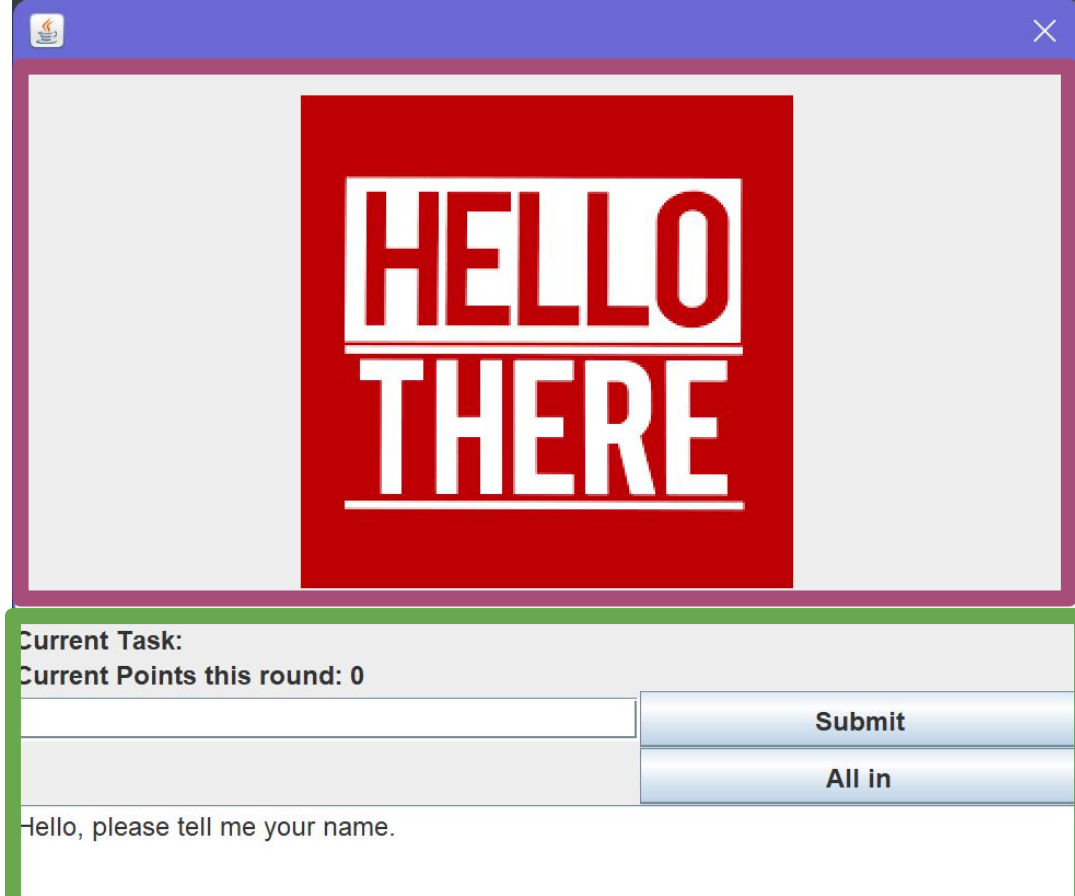 HELLO
THERE
Current Task:
Current Points this round: 0
Submit
All in
Hello, please tell me your name.